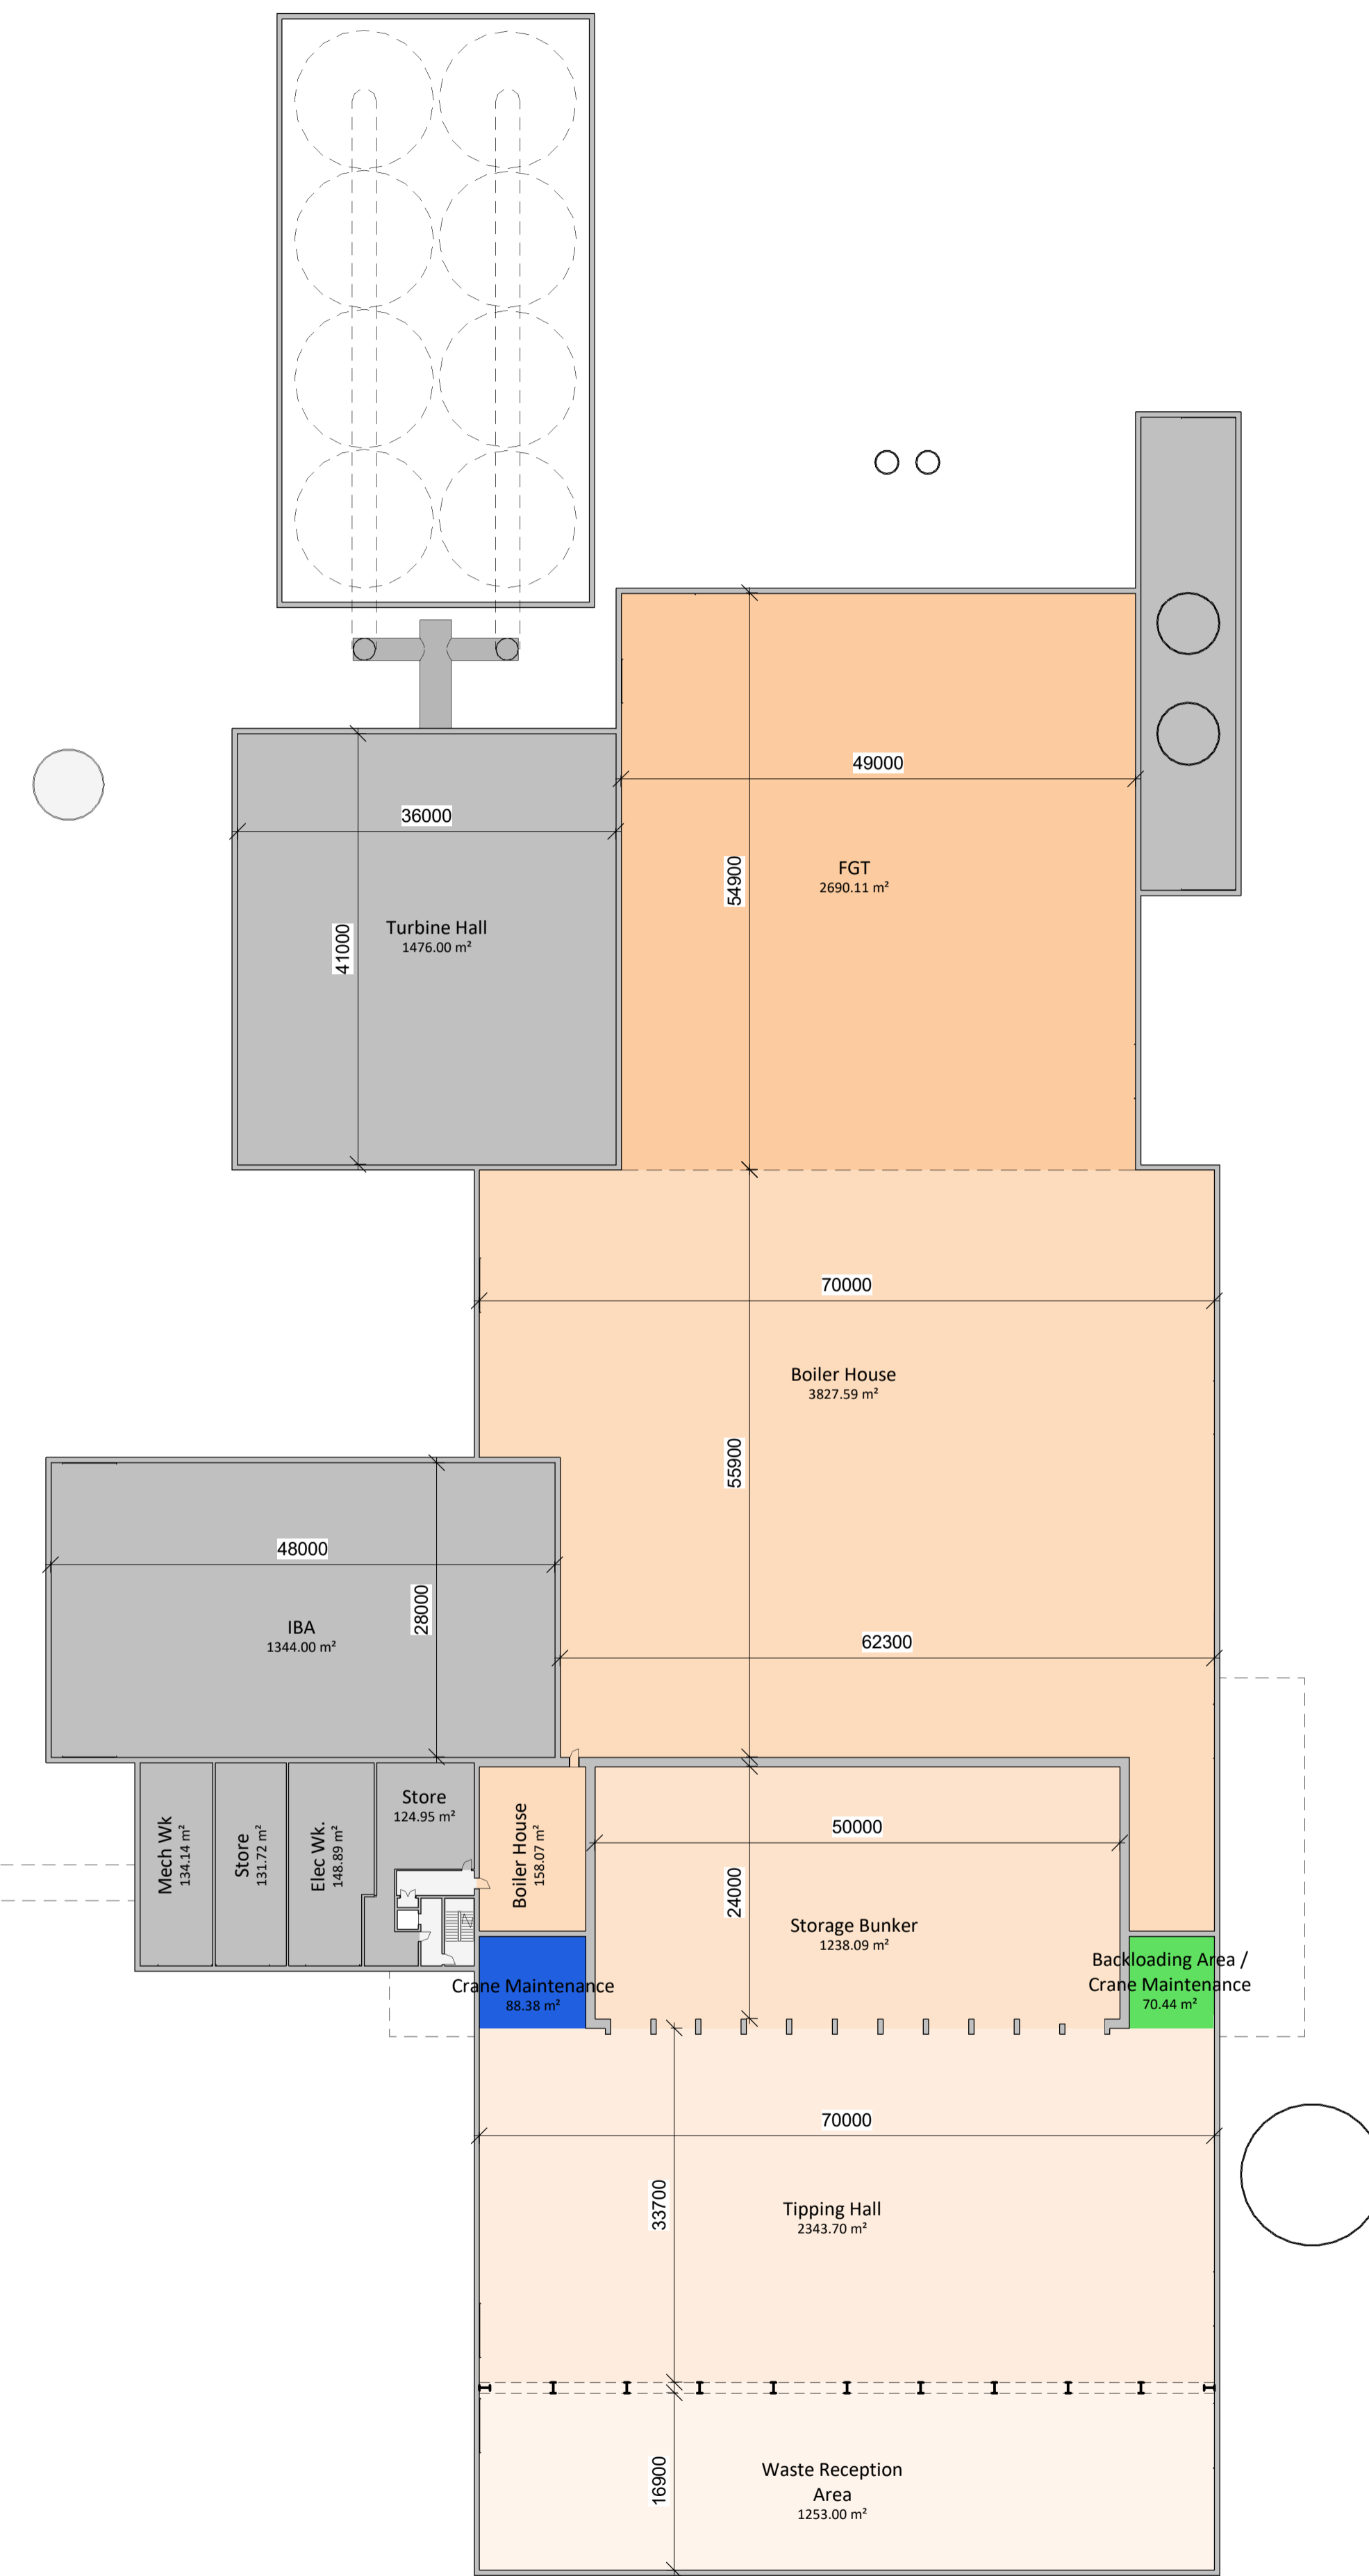 49000
36000
FGT
2690.11 m²
54900
Turbine Hall
1476.00 m²
41000
70000
Boiler House
3827.59 m²
55900
48000
28000
IBA
1344.00 m²
62300
Store
124.95 m²
Mech Wk
134.14 m²
Store
131.72 m²
Elec Wk.
148.89 m²
Boiler House
158.07 m²
50000
24000
Storage Bunker
1238.09 m²
Backloading Area /
Crane Maintenance
70.44 m²
Crane Maintenance
88.38 m²
70000
33700
Tipping Hall
2343.70 m²
16900
Waste Reception
Area
1253.00 m²